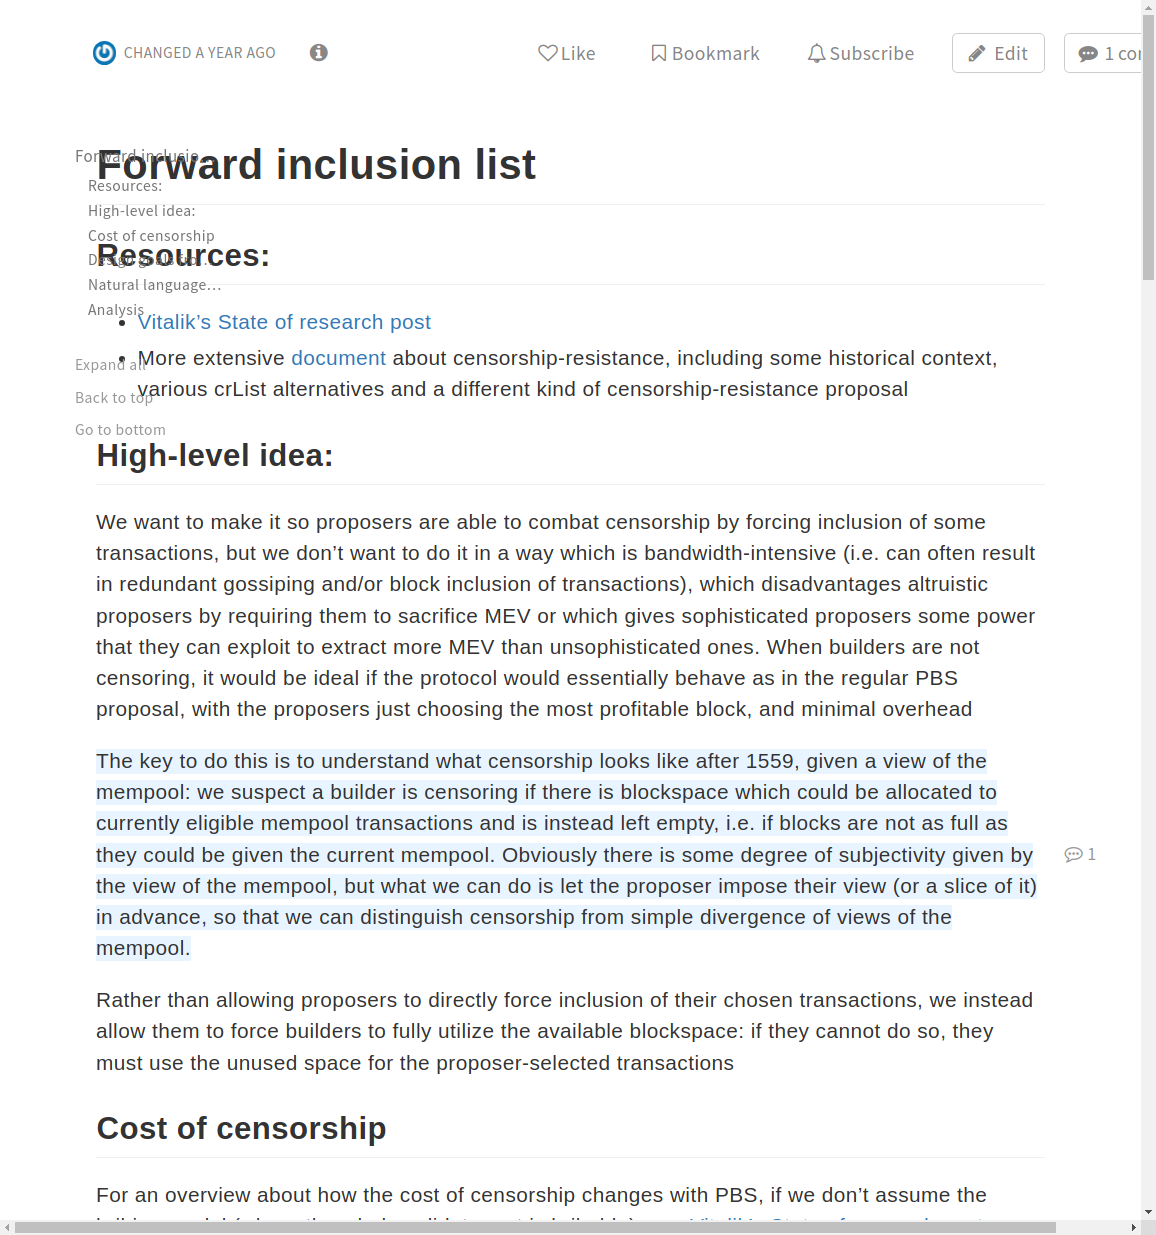 CHANGED A YEAR AGO
Like
Bookmark
Subscribe
Edit
1
Forward inclusio…
Resources:
High-level idea:
Cost of censorship
Design goals fro…
Natural language…
Analysis
Expand all
Back to top
Go to bottom
Forward inclusion list
Resources:
Vitalik’s State of research post
More extensive document about censorship-resistance, including some historical context,
various crList alternatives and a different kind of censorship-resistance proposal
High-level idea:
We want to make it so proposers are able to combat censorship by forcing inclusion of some
transactions, but we don’t want to do it in a way which is bandwidth-intensive (i.e. can often result
in redundant gossiping and/or block inclusion of transactions), which disadvantages altruistic
proposers by requiring them to sacrifice MEV or which gives sophisticated proposers some power
that they can exploit to extract more MEV than unsophisticated ones. When builders are not
censoring, it would be ideal if the protocol would essentially behave as in the regular PBS
proposal, with the proposers just choosing the most profitable block, and minimal overhead
The key to do this is to understand what censorship looks like after 1559, given a view of the
mempool: we suspect a builder is censoring if there is blockspace which could be allocated to
currently eligible mempool transactions and is instead left empty, i.e. if blocks are not as full as
they could be given the current mempool. Obviously there is some degree of subjectivity given by
the view of the mempool, but what we can do is let the proposer impose their view (or a slice of it)
in advance, so that we can distinguish censorship from simple divergence of views of the
mempool.
1
Rather than allowing proposers to directly force inclusion of their chosen transactions, we instead
allow them to force builders to fully utilize the available blockspace: if they cannot do so, they
must use the unused space for the proposer-selected transactions
Cost of censorship
For an overview about how the cost of censorship changes with PBS, if we don’t assume the